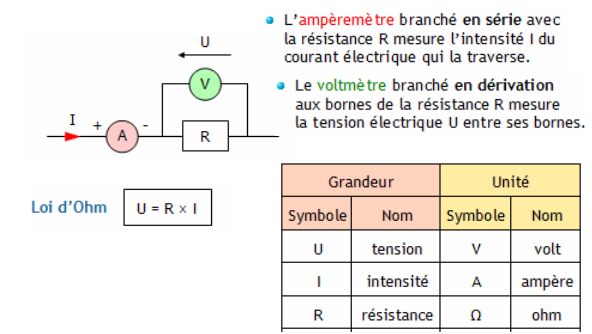 L'ampèremètre branché en série avec
la résistance R mesure l'intensité I du
courant électrique qui la traverse.
Le voltmètre branché en dérivation
aux bornes de la résistance R mesure
la tension électrique U entre ses bornes.
U
V
I
+
-
A
R
Loi d'Ohm
U = R x I
Grandeur Unité
Symbole Nom Symbole Nom
U tension V volt
I intensité A ampère
R résistance Ω ohm